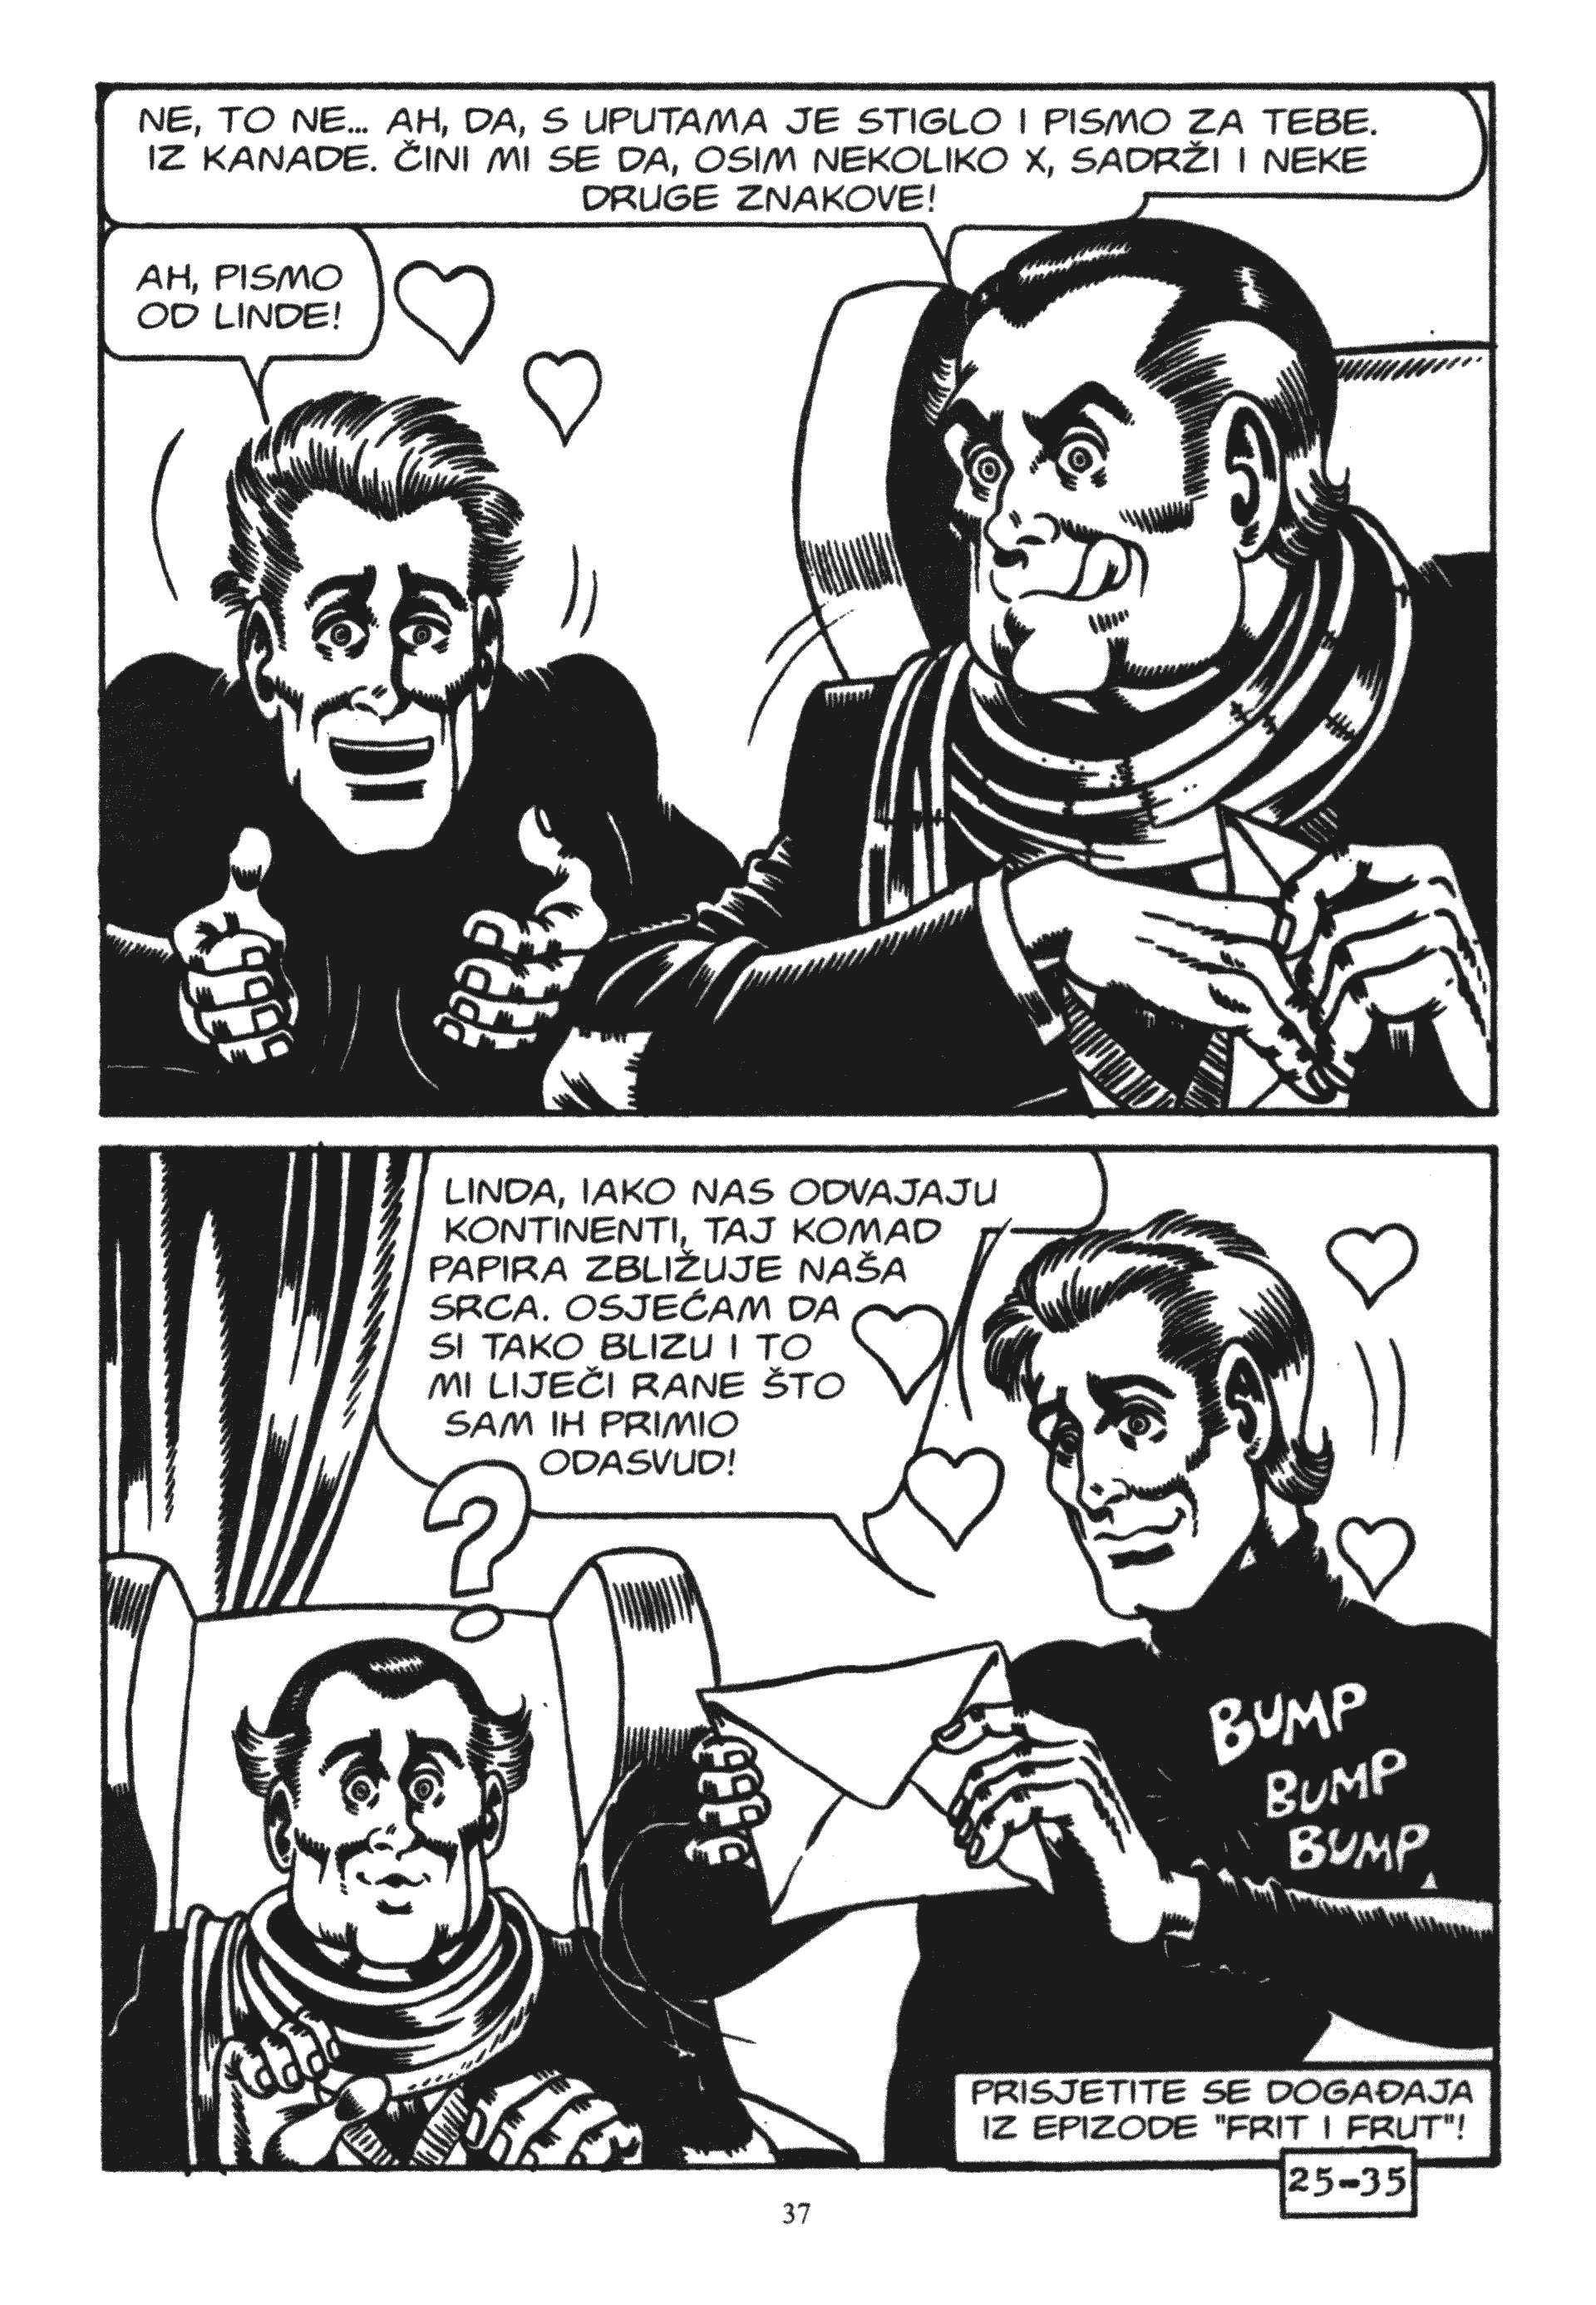 NE, TO NE... AH, DA, S UPUTAMA JE STIGLO I PISMO ZA TEBE.
IZ KANADE. ČINI MI SE DA, OSIM NEKOLIKO X, SADRŽI I NEKE
DRUGE ZNAKOVE!
AH, PISMO
OD LINDE!
LINDA, IAKO NAS ODVAJAJU
KONTINENTI, TAJ KOMAD
PAPIRA ZBLIŽUJE NAŠA
SRCA. OSJEĆAM DA
SI TAKO BLIZU I TO
MI LIJEČI RANE ŠTO
SAM IH PRIMIO
ODASVUD!
?
BUMP
BUMP
BUMP
PRISJETITE SE DOGAĐAJA
IZ EPIZODE "FRIT I FRUT"!
25-35
37